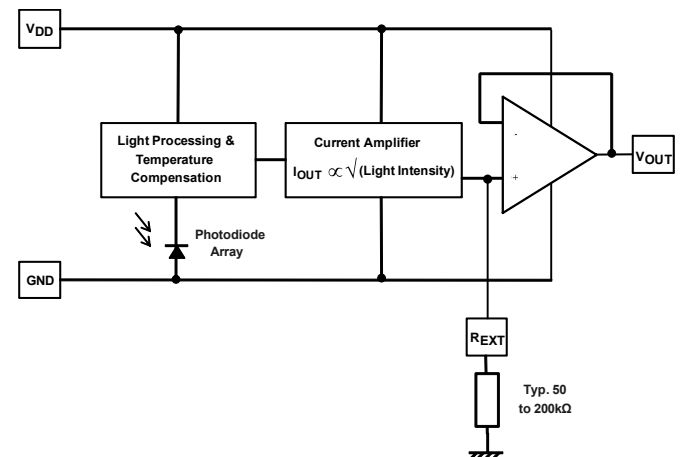 VDD
Light Processing &
Temperature
Compensation
Current Amplifier
IOUT ∝ √(Light Intensity)
-
+
VOUT
Photodiode
Array
GND
REXT
Typ. 50
to 200kΩ